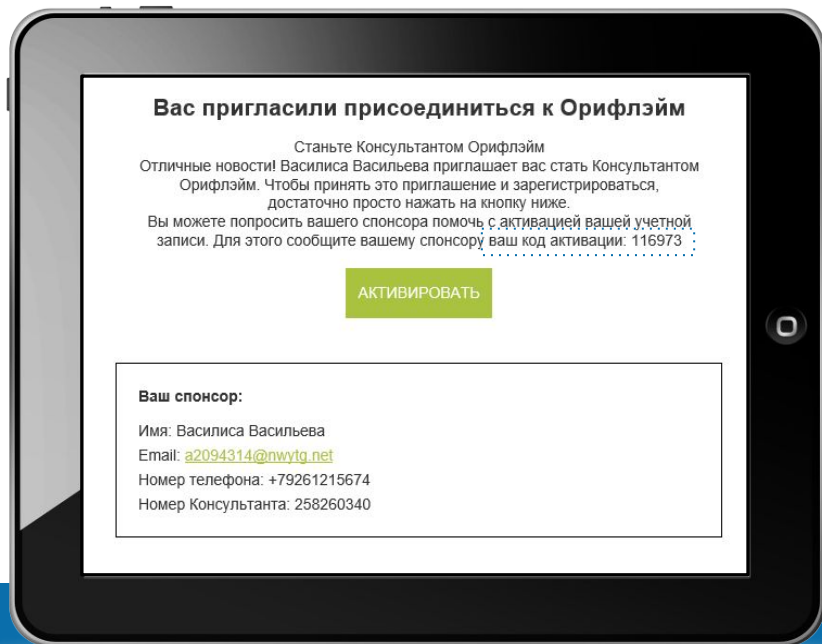 Вас пригласили присоединиться к Орифлэйм
Станьте Консультантом Орифлэйм
Отличные новости! Василиса Васильева приглашает вас стать Консультантом
Орифлэйм. Чтобы принять это приглашение и зарегистрироваться,
достаточно просто нажать на кнопку ниже.
Вы можете попросить вашего спонсора помочь с активацией вашей учетной
записи. Для этого сообщите вашему спонсору ваш код активации: 116973
АКТИВИРОВАТЬ
Ваш спонсор:
Имя: Василиса Васильева
Email: a2094314@nwytg.net
Номер телефона: +79261215674
Номер Консультанта: 258260340